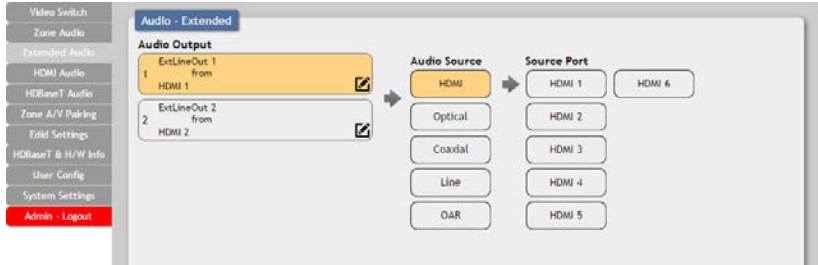 Video Switch
Zone Audio
Extended Audio
HDMI Audio
HDBaseT Audio
Zone A/V Pairing
Edid Settings
HDBaseT & H/W Info
User Config
System Settings
Admin - Logout
Audio - Extended
Audio Output
ExtLineOut 1
1 from
HDMI 1
ExtLineOut 2
2 from
HDMI 2
Audio Source
HDMI
Optical
Coaxial
Line
OAR
Source Port
HDMI 1 HDMI 6
HDMI 2
HDMI 3
HDMI 4
HDMI 5